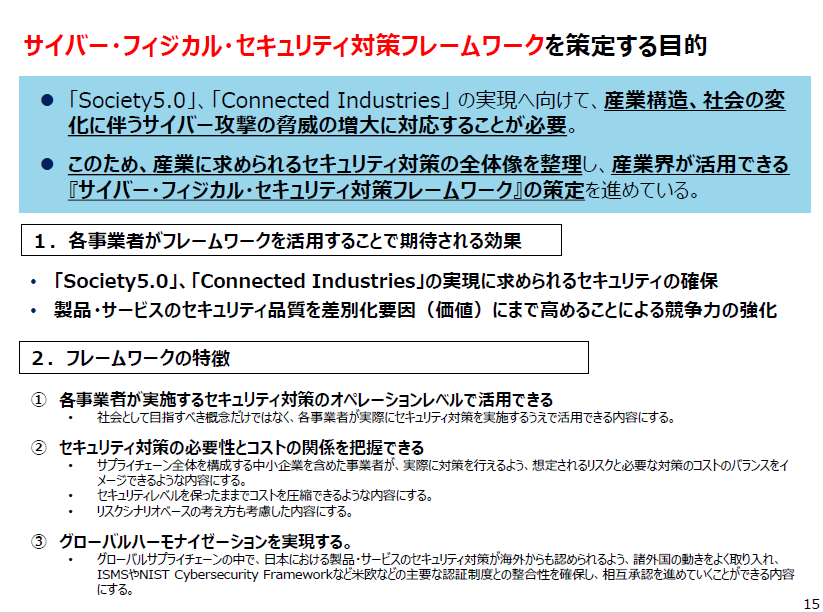 サイバー・フィジカル・セキュリティ対策フレームワークを策定する目的
● 「Society5.0」、「Connected Industries」 の実現へ向けて、産業構造、社会の変
化に伴うサイバー攻撃の脅威の増大に対応することが必要。
● このため、産業に求められるセキュリティ対策の全体像を整理し、産業界が活用できる
『サイバー・フィジカル・セキュリティ対策フレームワーク』の策定を進めている。
1．各事業者がフレームワークを活用することで期待される効果
• 「Society5.0」、「Connected Industries」の実現に求められるセキュリティの確保
• 製品・サービスのセキュリティ品質を差別化要因（価値）にまで高めることによる競争力の強化
2．フレームワークの特徴
① 各事業者が実施するセキュリティ対策のオペレーションレベルで活用できる
• 社会として目指すべき概念だけではなく、各事業者が実際にセキュリティ対策を実施するうえで活用できる内容にする。
② セキュリティ対策の必要性とコストの関係を把握できる
• サプライチェーン全体を構成する中小企業を含めた事業者が、実際に対策を行えるよう、想定されるリスクと必要な対策のコストのバランスをイ
メージできるような内容にする。
• セキュリティレベルを保ったままでコストを圧縮できるような内容にする。
• リスクシナリオベースの考え方も考慮した内容にする。
③ グローバルハーモナイゼーションを実現する。
• グローバルサプライチェーンの中で、日本における製品・サービスのセキュリティ対策が海外からも認められるよう、諸外国の動きをよく取り入れ、
ISMSやNIST Cybersecurity Frameworkなど米欧などの主要な認証制度との整合性を確保し、相互承認を進めていくことができる内容
にする。
15